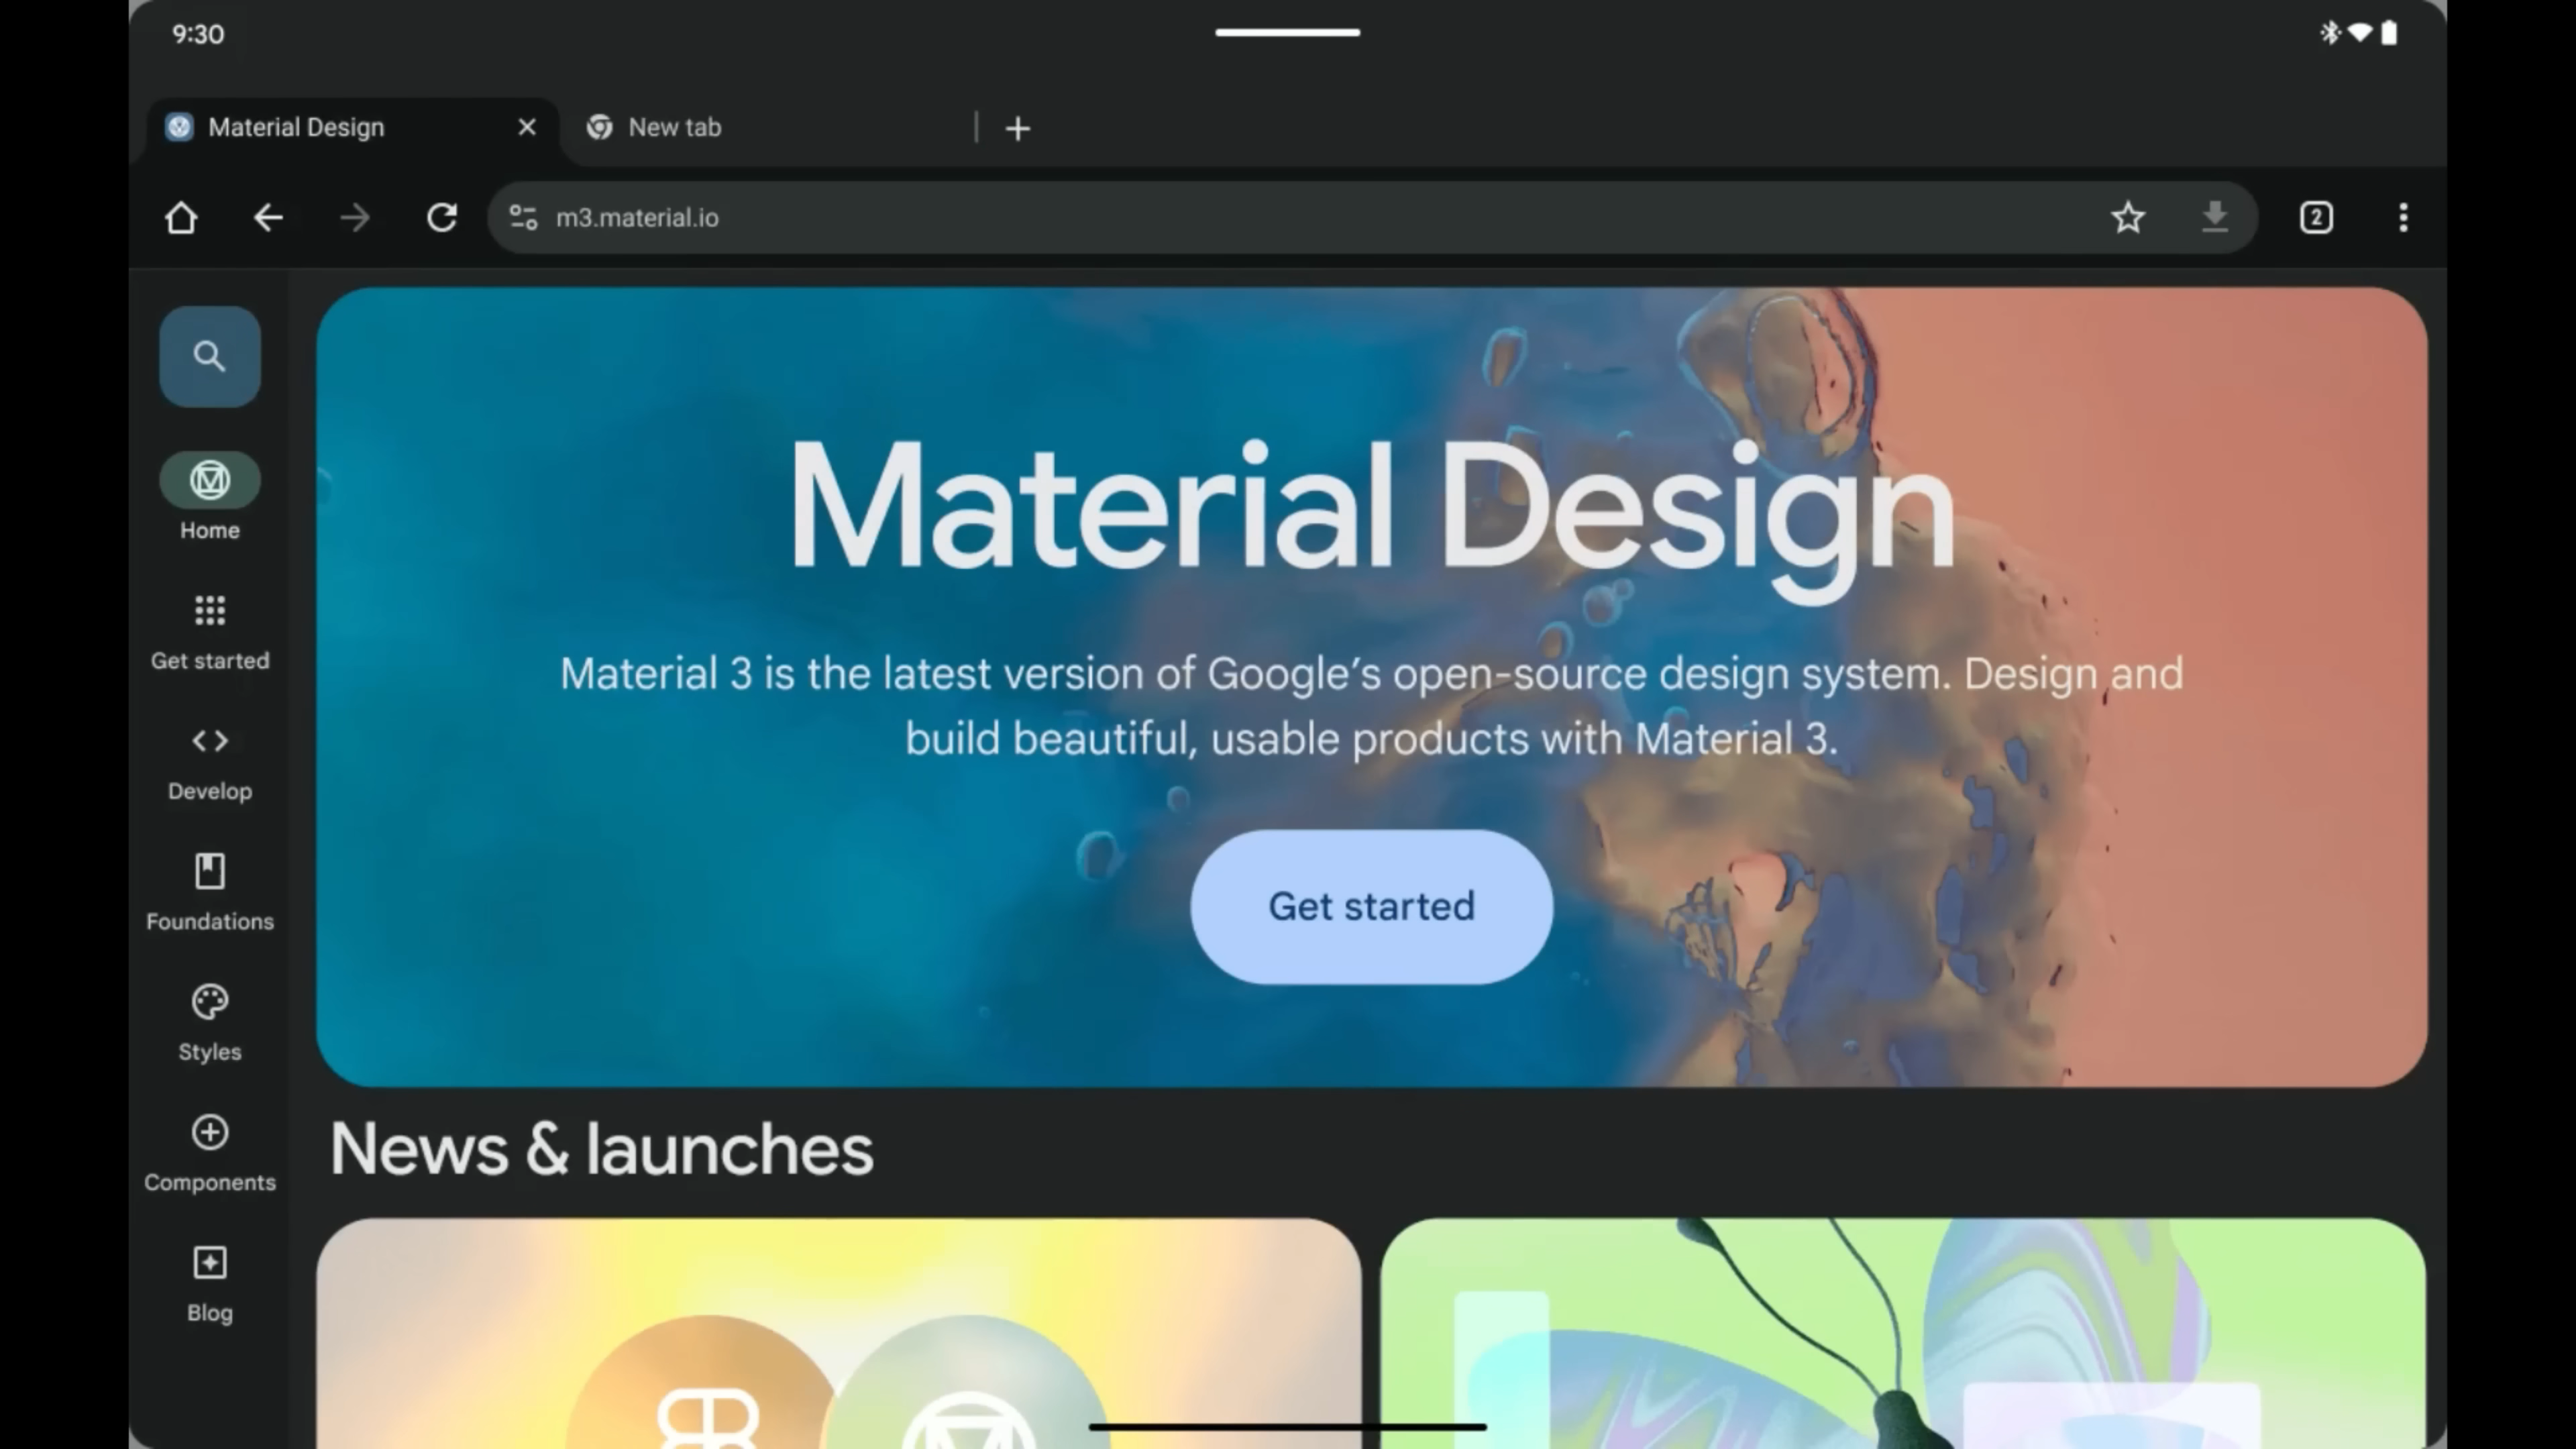 9:30
Material Design
New tab
m3.material.io
2
Home
Get started
Develop
Foundations
Styles
Components
Blog
Material Design
Material 3 is the latest version of Google’s open-source design system. Design and
build beautiful, usable products with Material 3.
Get started
News & launches